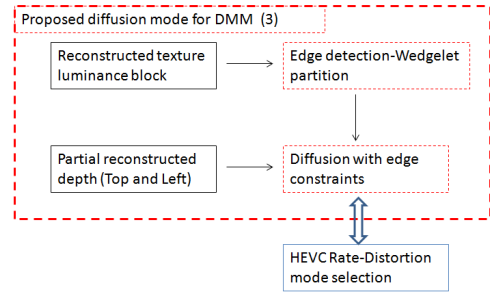 Proposed diffusion mode for DMM (3)
Reconstructed texture
luminance block
Edge detection-Wedgelet
partition
Partial reconstructed
depth (Top and Left)
Diffusion with edge
constraints
HEVC Rate-Distortion
mode selection